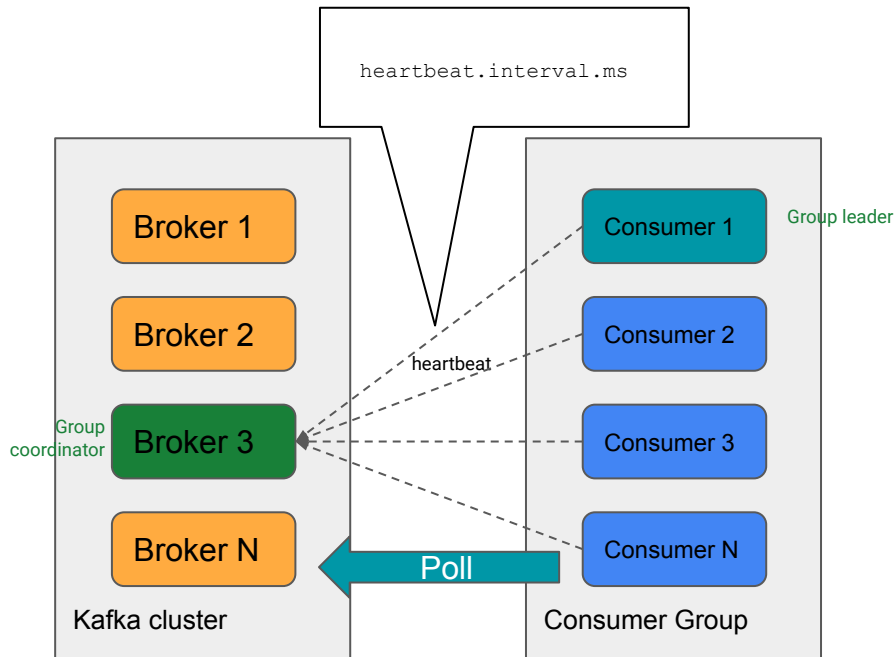 heartbeat.interval.ms
Broker 1
Consumer 1
Group leader
Broker 2
Consumer 2
heartbeat
Group
coordinator
Broker 3
Consumer 3
Broker N
Poll
Consumer N
Kafka cluster
Consumer Group